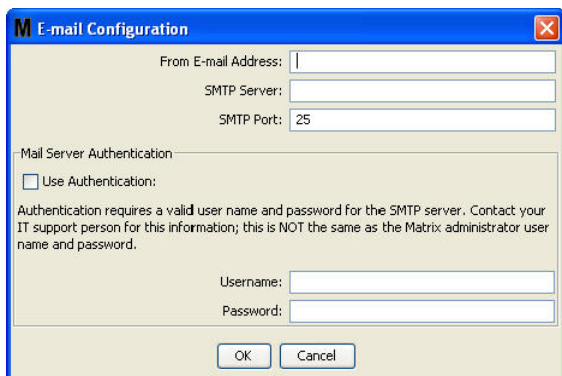 M E-mail Configuration
From E-mail Address:
SMTP Server:
SMTP Port: 25
Mail Server Authentication
Use Authentication:
Authentication requires a valid user name and password for the SMTP server. Contact your
IT support person for this information; this is NOT the same as the Matrix administrator user
name and password.
Username:
Password:
OK Cancel